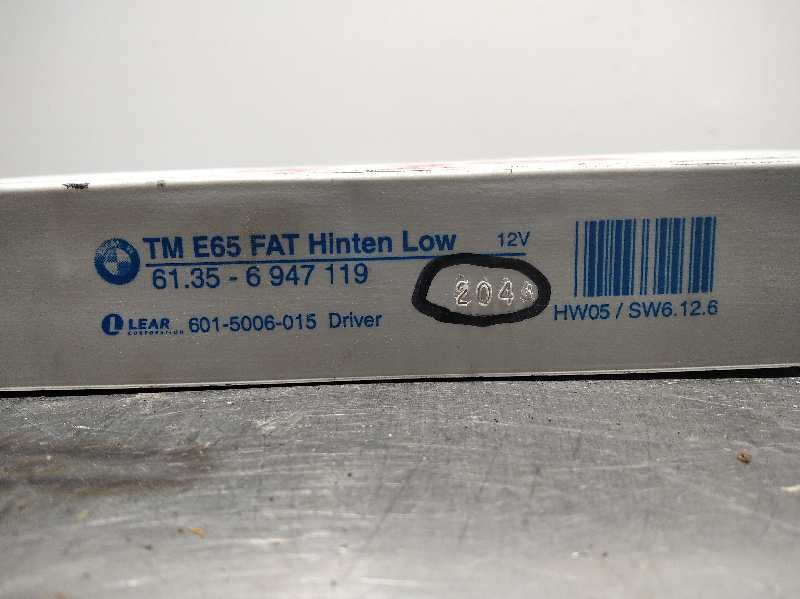 TM E65 FAT Hinten Low 12V
61.35 - 6 947 119
204
LEAR CORPORATION 601-5006-015 Driver
HW05 / SW6.12.6